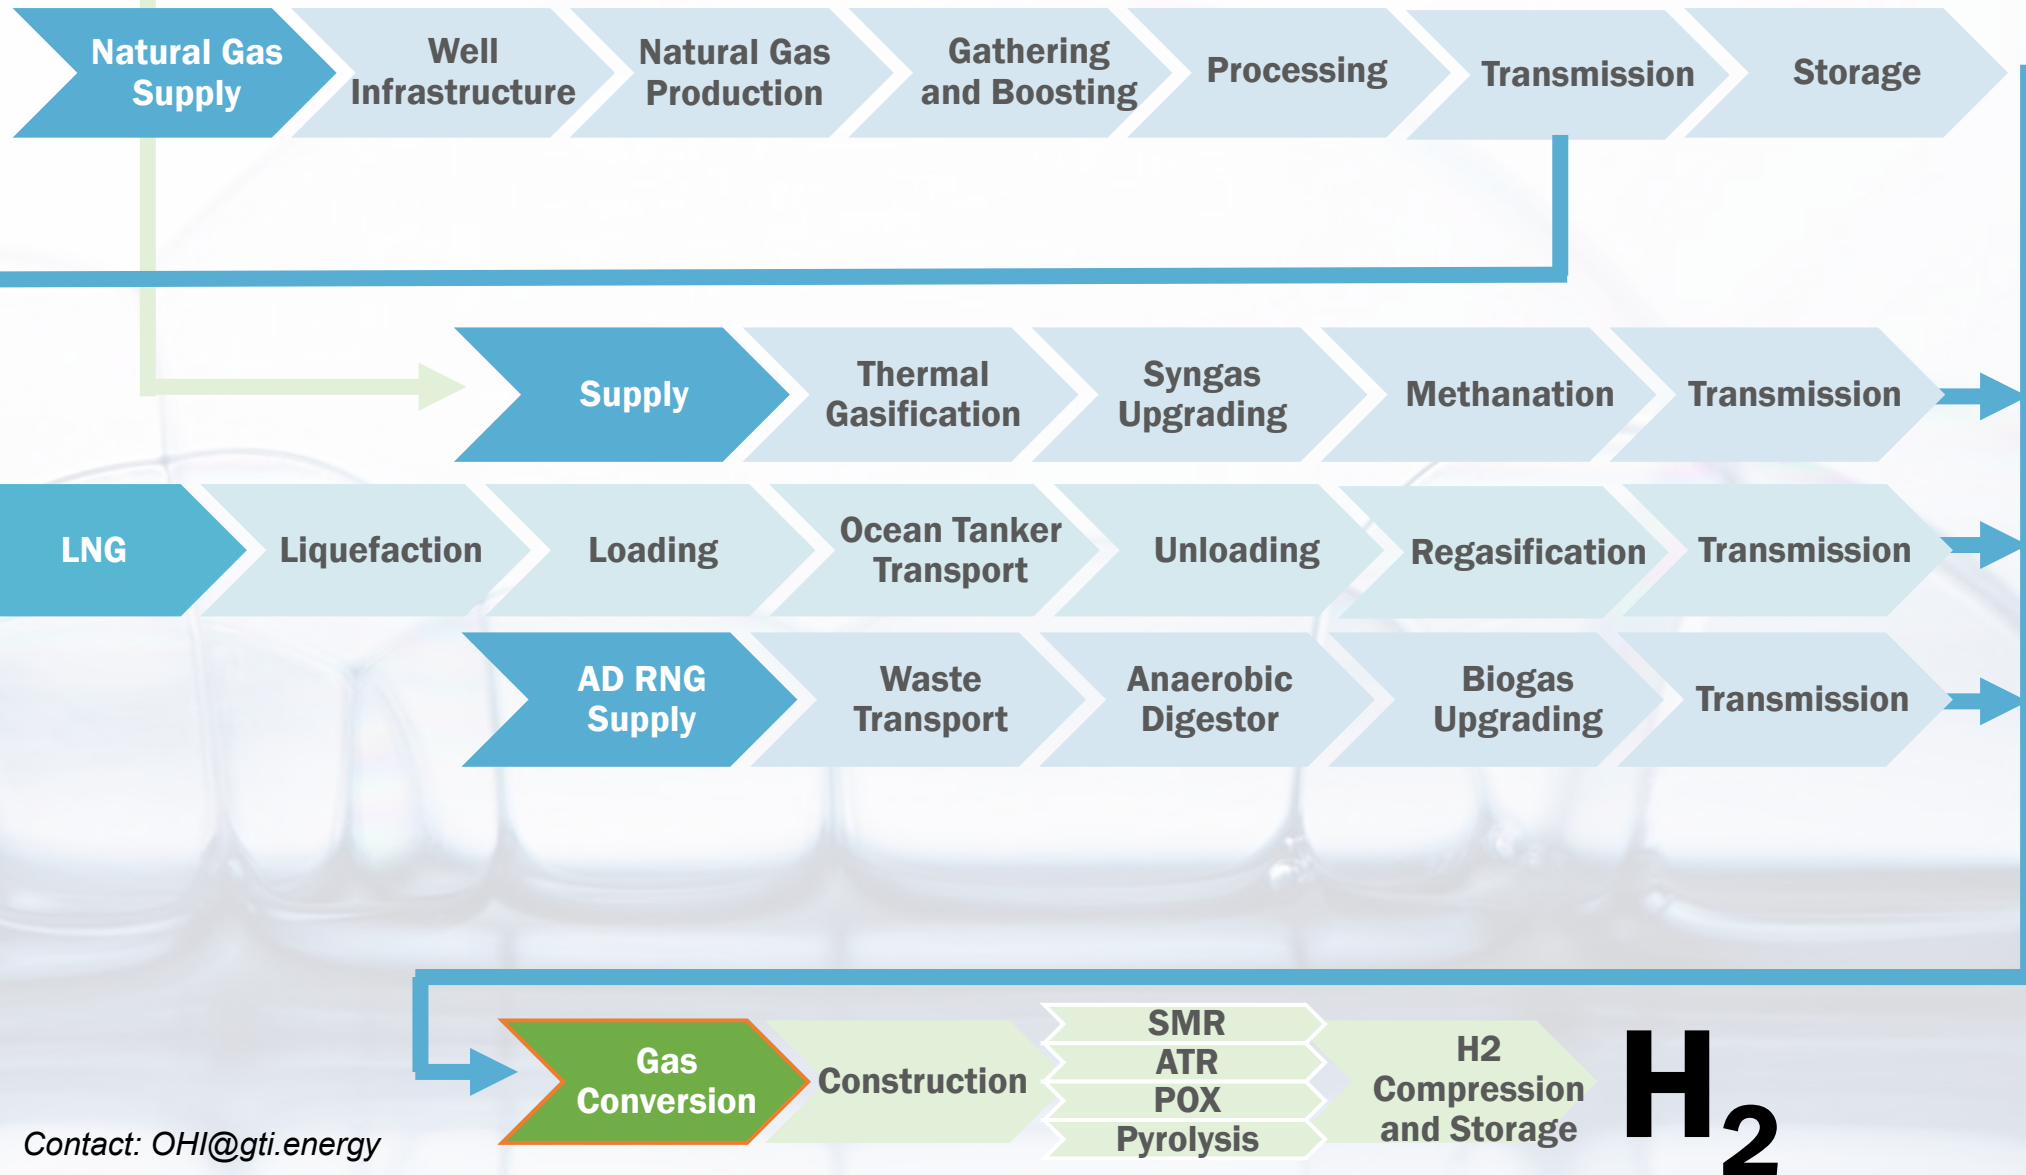 Natural Gas
Supply
Well
Infrastructure
Natural Gas
Production
Gathering
and Boosting
Processing
Transmission
Storage
Supply
Thermal
Gasification
Syngas
Upgrading
Methanation
Transmission
LNG
Liquefaction
Loading
Ocean Tanker
Transport
Unloading
Regasification
Transmission
AD RNG
Supply
Waste
Transport
Anaerobic
Digestor
Biogas
Upgrading
Transmission
Gas
Conversion
Construction
SMR
ATR
POX
Pyrolysis
H2
Compression
and Storage
H2
Contact: OHI@gti.energy